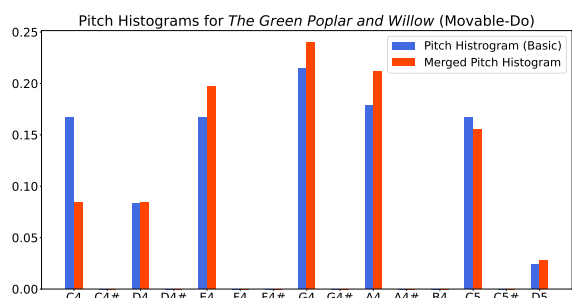 Pitch Histograms for The Green Poplar and Willow (Movable-Do)
Pitch Histrogram (Basic)
Merged Pitch Histogram
0.25
0.20
0.15
0.10
0.05
0.00
C4 C4# D4 D4# E4 F4 F4# G4 G4# A4 A4# B4 C5 C5# D5